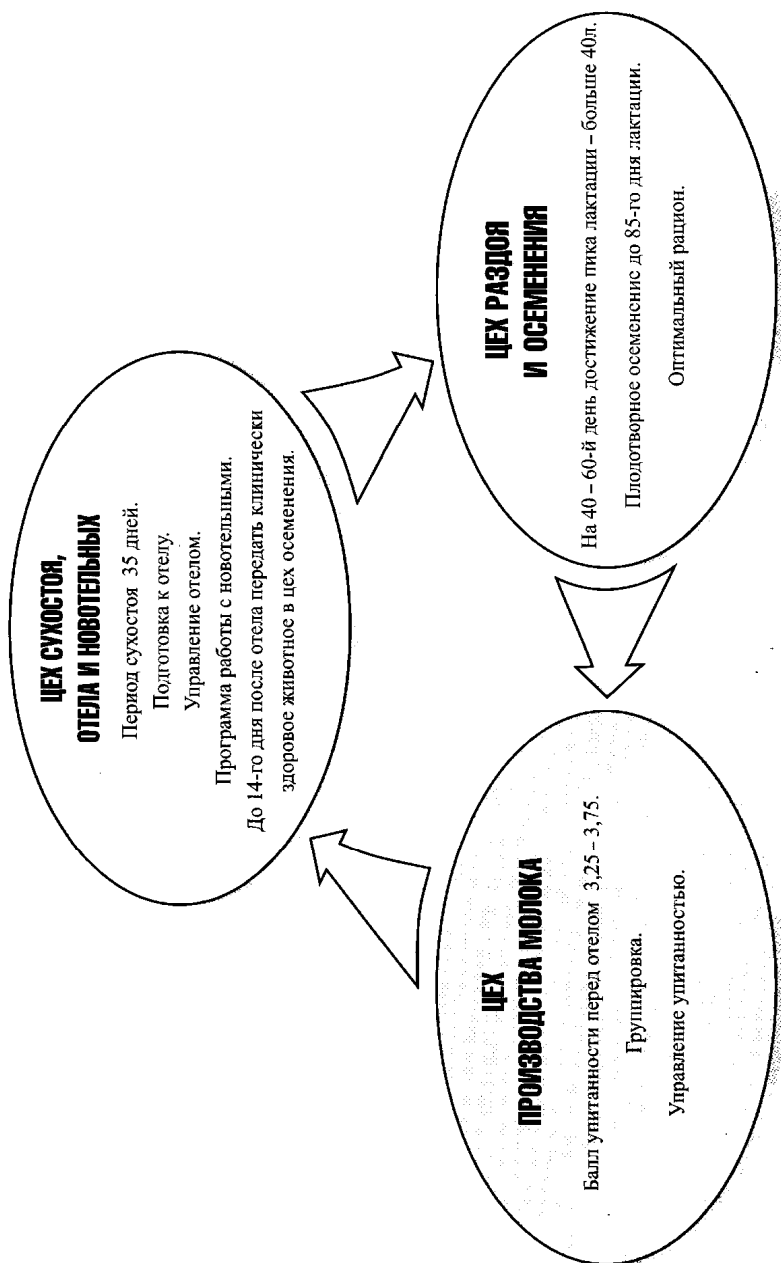 ЦЕХ СУХОСТОЯ,
ОТЕЛА И НОВОТЕЛЬНЫХ
Период сухостоя 35 дней.
Подготовка к отелу.
Управление отелом.
Программа работы с новотельными.
До 14-го дня после отела передать клинически
здоровое животное в цех осеменения.
ЦЕХ РАЗДОЯ
И ОСЕМЕНЕНИЯ
На 40 – 60-й день достижение пика лактации – больше 40л.
Плодотворное осеменение до 85-го дня лактации.
Оптимальный рацион.
ЦЕХ
ПРОИЗВОДСТВА МОЛОКА
Балл упитанности перед отелом 3,25 – 3,75.
Группировка.
Управление упитанностью.